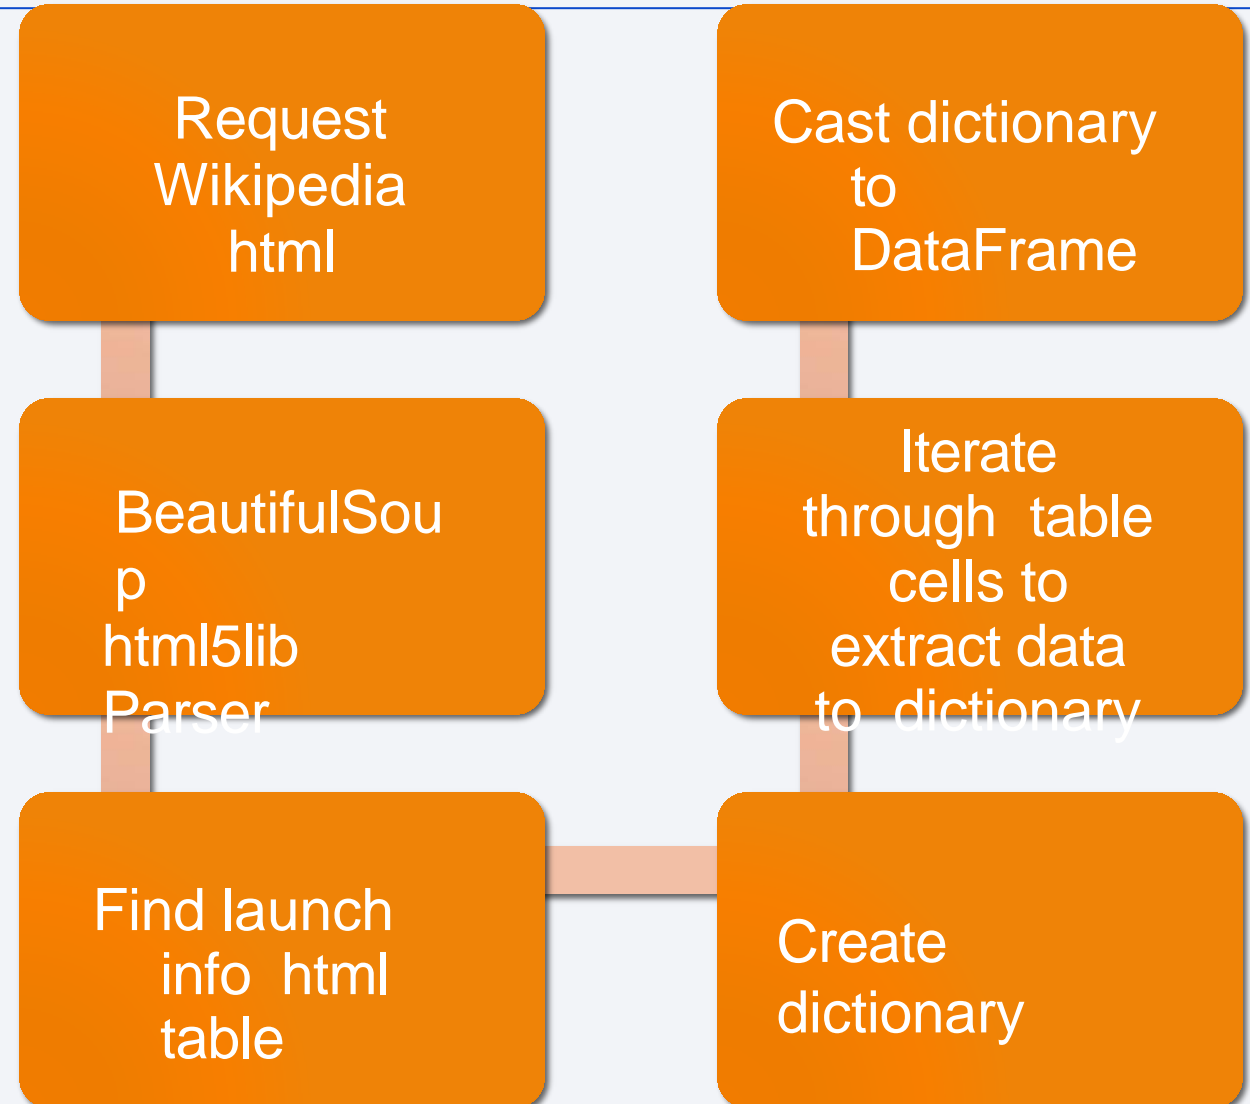 Request
Wikipedia
html
BeautifulSou
p
html5lib
Parser
Find launch
info html
table
Create
dictionary
Iterate
through table
cells to
extract data
to dictionary
Cast dictionary
to
DataFrame